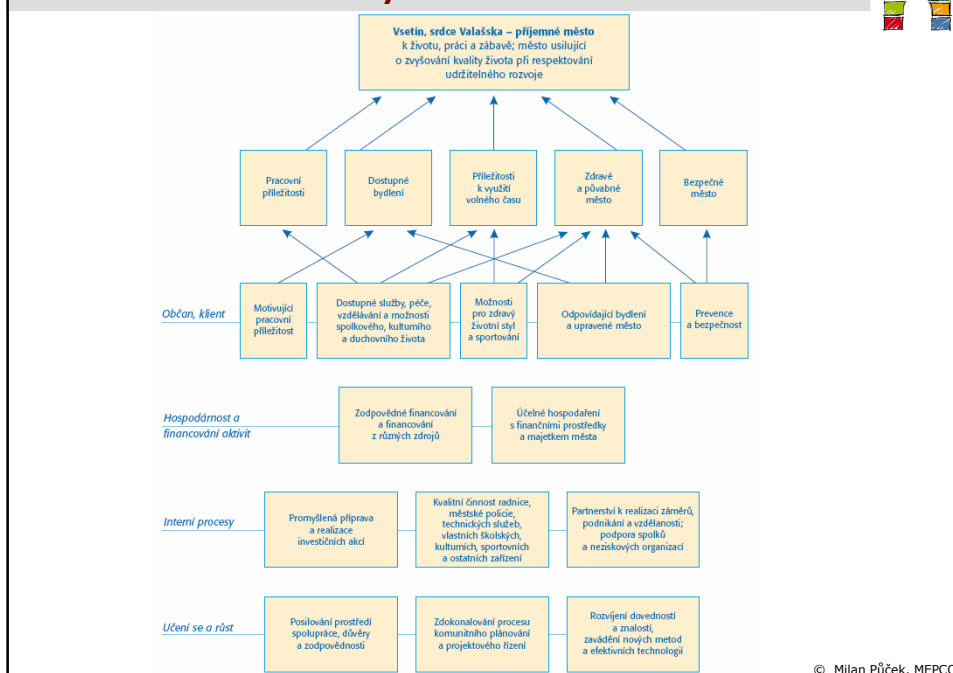 Vsetín, srdce Valašska – příjemné město
k životu, práci a zábavě; město usilující
o zvyšování kvality života při respektování
udržitelného rozvoje
Pracovní
příležitosti
Dostupné
bydlení
Příležitosti
k využití
volného času
Zdravé
a půvabné
město
Bezpečné
město
Občan, klient
Motivující
pracovní
příležitost
Dostupné služby, péče,
vzdělávání a možnosti
spolkového, kulturního
a duchovního života
Možnosti
pro zdravý
životní styl
a sportování
Odpovídající bydlení
a upravené město
Prevence
a bezpečnost
Hospodárnost a
financování aktivit
Zodpovědné financování
a financování
z různých zdrojů
Účelné hospodaření
s finančními prostředky
a majetkem města
Interní procesy
Promyšlená příprava
a realizace
investičních akcí
Kvalitní činnost radnice,
městské policie,
technických služeb,
vlastních školských,
kulturních, sportovních
a ostatních zařízení
Partnerství k realizaci záměrů,
podnikání a vzdělanosti;
podpora spolků
a neziskových organizací
Učení se a růst
Posilování prostředí
spolupráce, důvěry
a zodpovědnosti
Zdokonalování procesu
komunitního plánování
a projektového řízení
Rozvíjení dovedností
a znalostí,
zavádění nových metod
a efektivních technologií
© Milan Půček, MEPCO